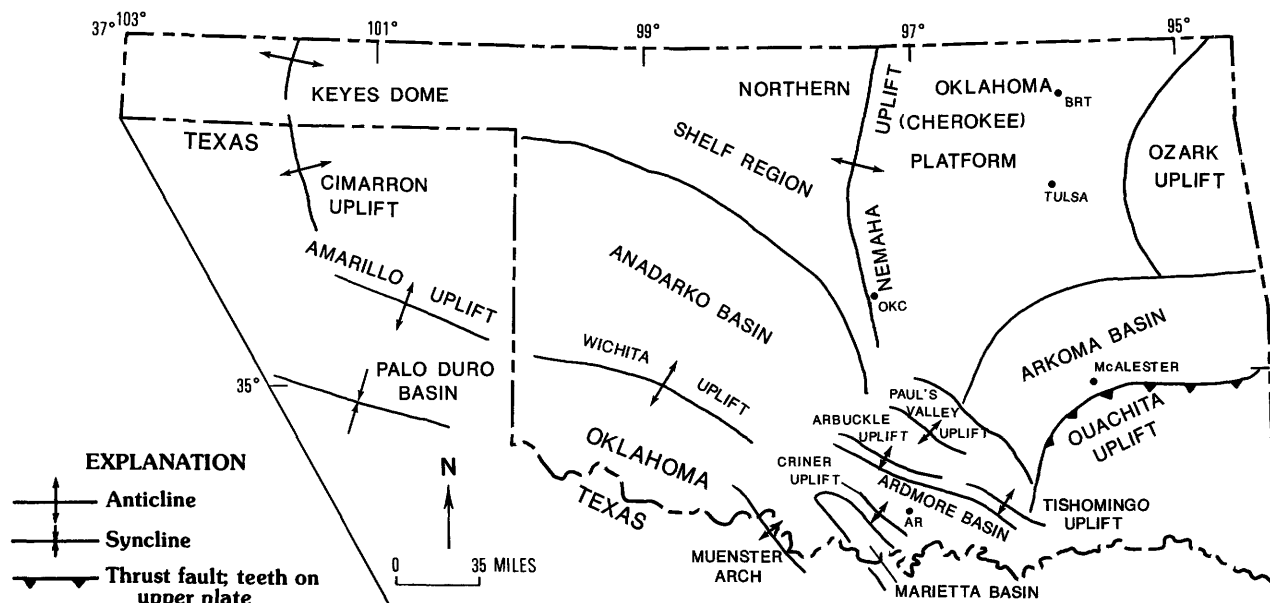 37° 103°
101°
99°
97°
95°
KEYES DOME
TEXAS
CIMARRON
UPLIFT
AMARILLO UPLIFT
PALO DURO
BASIN
35°
NORTHERN
SHELF REGION
ANADARKO BASIN
WICHITA UPLIFT
NEMAHA UPLIFT
OKLAHOMA
(CHEROKEE)
PLATFORM
BRT
TULSA
OKC
OZARK
UPLIFT
ARKOMA BASIN
McALESTER
OUACHITA
UPLIFT
PAUL'S
VALLEY
UPLIFT
ARBUCKLE
UPLIFT
CRINER
UPLIFT
ARDMORE BASIN
AR
TISHOMINGO
UPLIFT
OKLAHOMA
TEXAS
MUENSTER
ARCH
MARIETTA BASIN
EXPLANATION
Anticline
Syncline
Thrust fault; teeth on
upper plate
N
0 35 MILES